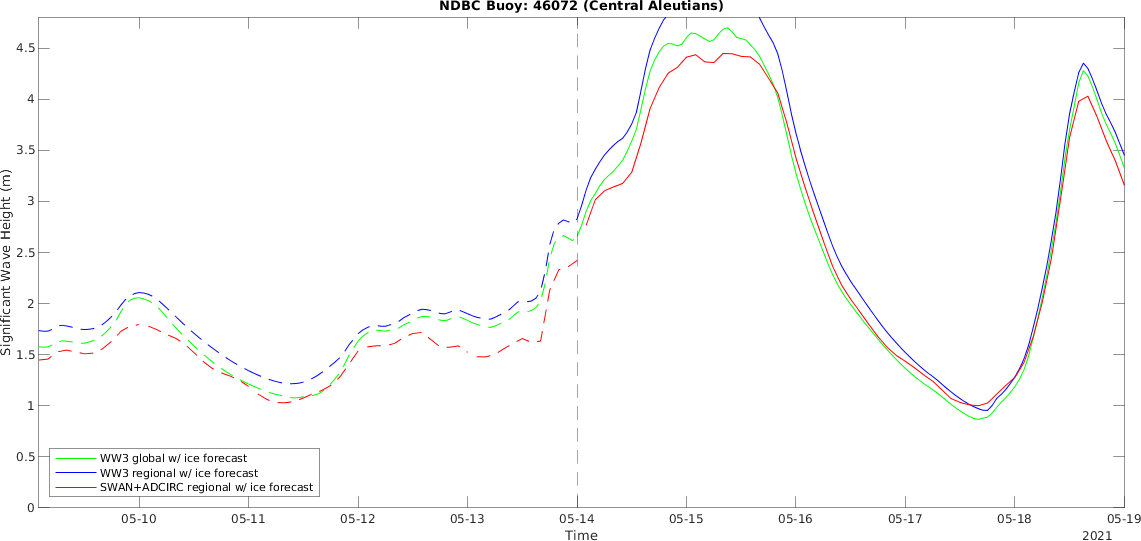 NDBC Buoy: 46072 (Central Aleutians)
Significant Wave Height (m)
4.5
4
3.5
3
2.5
2
1.5
1
0.5
0
WW3 global w/ ice forecast
WW3 regional w/ ice forecast
SWAN+ADCIRC regional w/ ice forecast
05-10 05-11 05-12 05-13 05-14 05-15 05-16 05-17 05-18 05-19
Time
2021